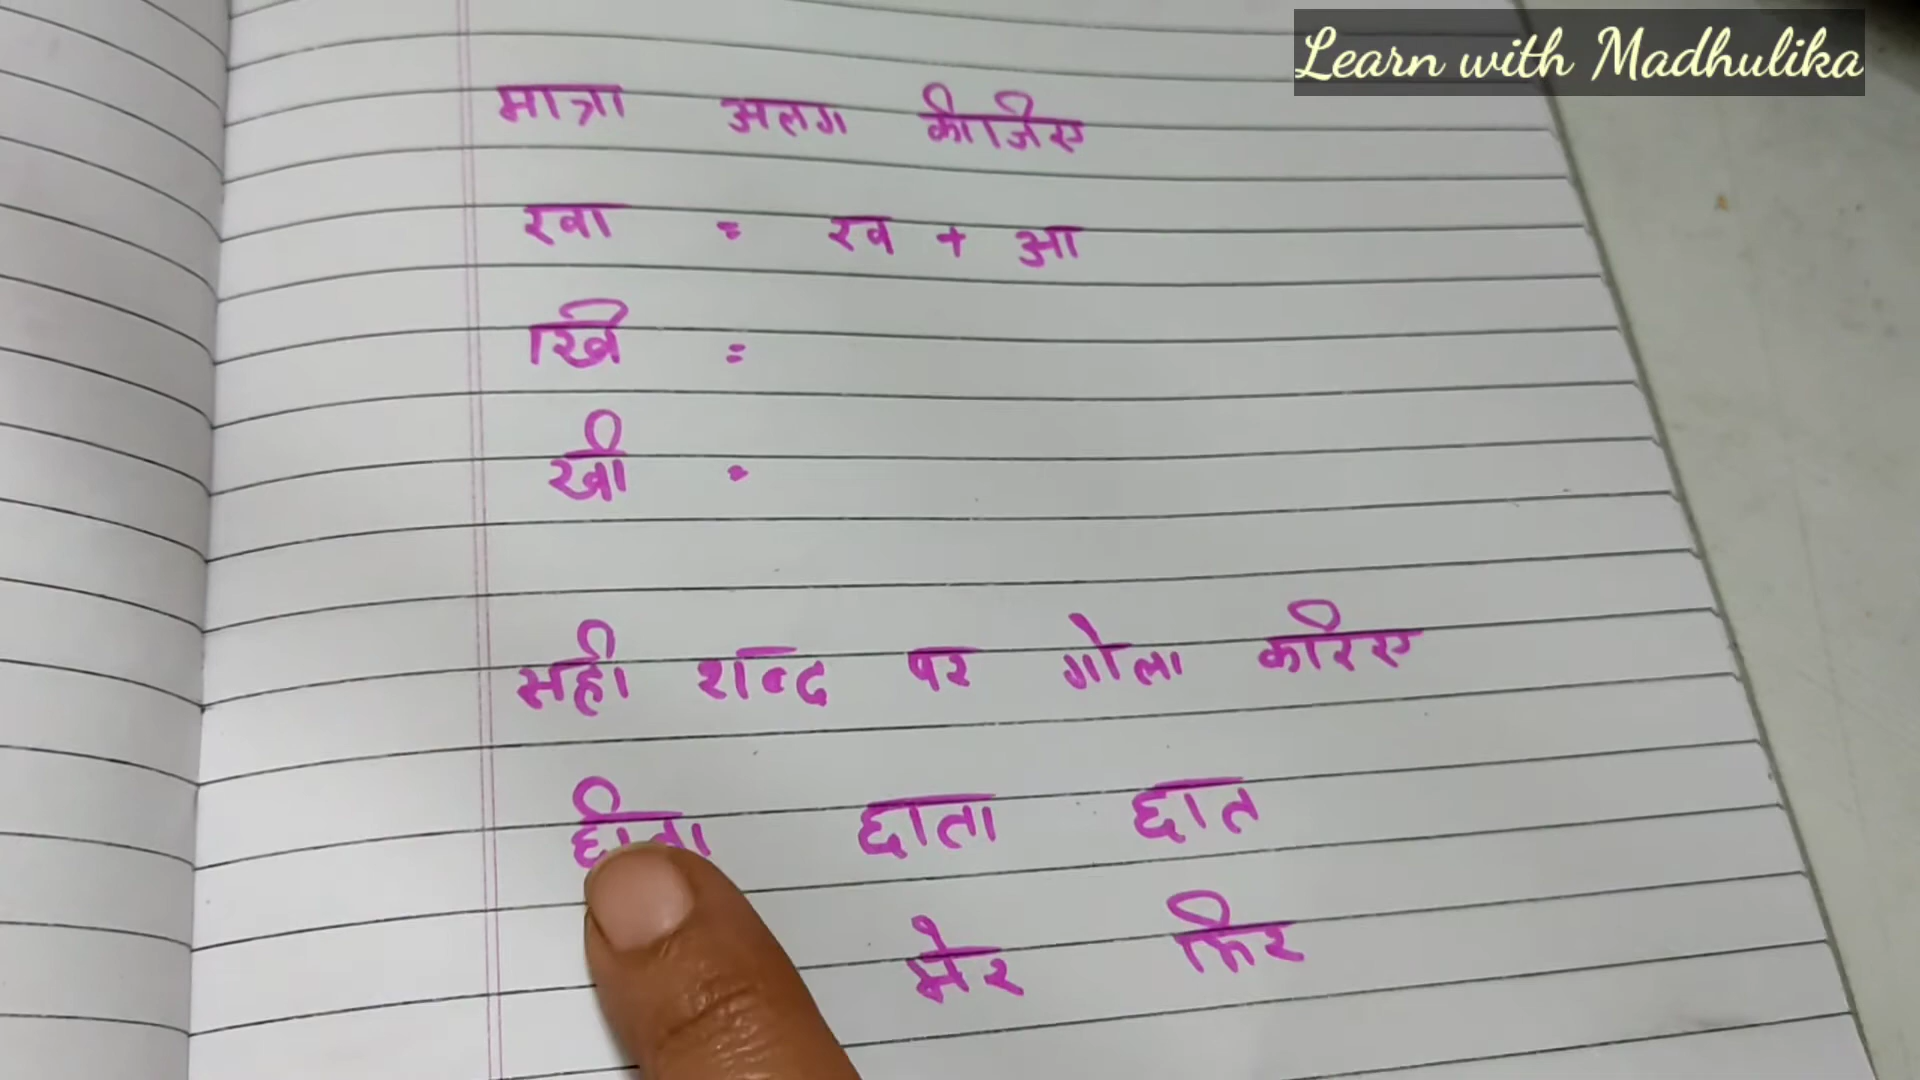 Learn with Madhulika
मात्रा अलग कीजिए
खा = ख + आ
खि =
खी =
सही शब्द पर गोला करिए
छीता छाता छात
मेर फिर